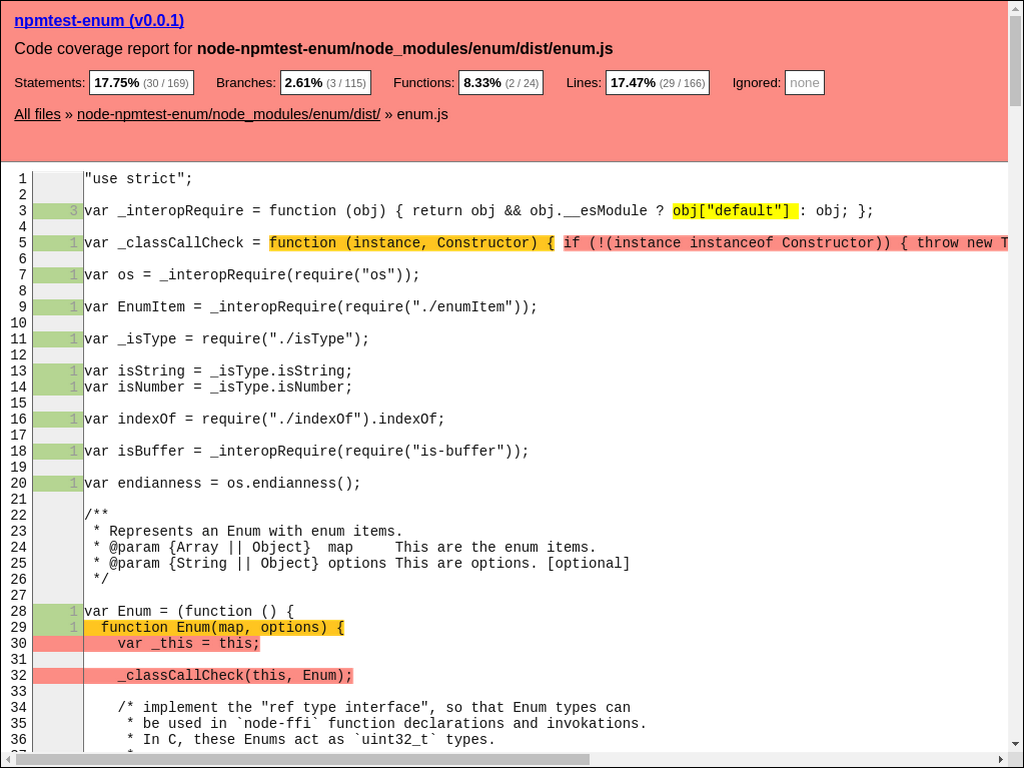 npmtest-enum (v0.0.1)
Code coverage report for node-npmtest-enum/node_modules/enum/dist/enum.js
Statements: 17.75% (30 / 169) Branches: 2.61% (3 / 115) Functions: 8.33% (2 / 24) Lines: 17.47% (29 / 166) Ignored: none
All files » node-npmtest-enum/node_modules/enum/dist/ » enum.js
1 "use strict";
2
3 3 var _interopRequire = function (obj) { return obj && obj.__esModule ? obj["default"] : obj; };
4
5 1 var _classCallCheck = function (instance, Constructor) { if (!(instance instanceof Constructor)) { throw new T
6
7 1 var os = _interopRequire(require("os"));
8
9 1 var EnumItem = _interopRequire(require("./enumItem"));
10
11 1 var _isType = require("./isType");
12
13 1 var isString = _isType.isString;
14 1 var isNumber = _isType.isNumber;
15
16 1 var indexOf = require("./indexOf").indexOf;
17
18 1 var isBuffer = _interopRequire(require("is-buffer"));
19
20 1 var endianness = os.endianness();
21
22 /**
23  * Represents an Enum with enum items.
24  * @param {Array || Object}  map     This are the enum items.
25  * @param {String || Object} options This are options. [optional]
26  */
27
28 1 var Enum = (function () {
29 1   function Enum(map, options) {
30     var _this = this;
31
32     _classCallCheck(this, Enum);
33
34     /* implement the "ref type interface", so that Enum types can
35      * be used in `node-ffi` function declarations and invokations.
36      * In C, these Enums act as `uint32_t` types.